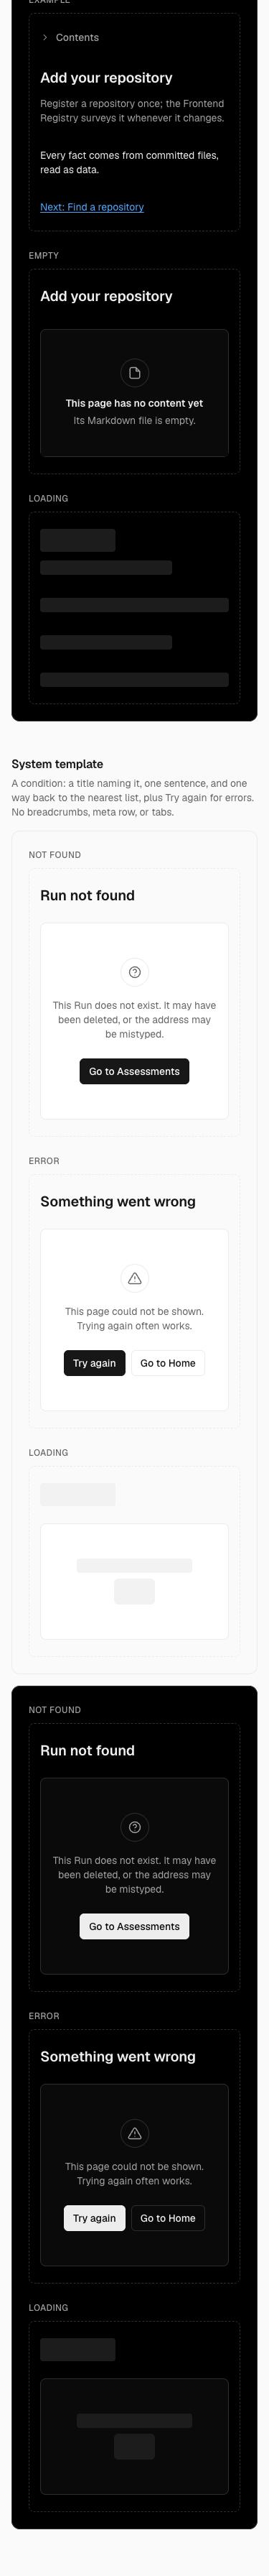 EXAMPLE
Contents
Add your repository
Register a repository once; the Frontend
Registry surveys it whenever it changes.
Every fact comes from committed files,
read as data.
Next: Find a repository
EMPTY
Add your repository
This page has no content yet
Its Markdown file is empty.
LOADING
System template
A condition: a title naming it, one sentence, and one
way back to the nearest list, plus Try again for errors.
No breadcrumbs, meta row, or tabs.
NOT FOUND
Run not found
This Run does not exist. It may have
been deleted, or the address may
be mistyped.
Go to Assessments
ERROR
Something went wrong
This page could not be shown.
Trying again often works.
Try again Go to Home
LOADING
NOT FOUND
Run not found
This Run does not exist. It may have
been deleted, or the address may
be mistyped.
Go to Assessments
ERROR
Something went wrong
This page could not be shown.
Trying again often works.
Try again Go to Home
LOADING